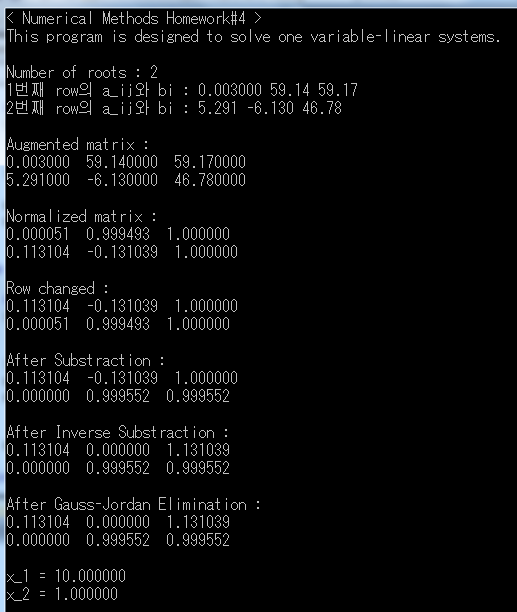 < Numerical Methods Homework#4 >
This program is designed to solve one variable-linear systems.
Number of roots : 2
1번째 row의 a_ij와 bi : 0.003000 59.14 59.17
2번째 row의 a_ij와 bi : 5.291 -6.130 46.78
Augmented matrix :
0.003000 59.140000 59.170000
5.291000 -6.130000 46.780000
Normalized matrix :
0.000051 0.999493 1.000000
0.113104 -0.131039 1.000000
Row changed :
0.113104 -0.131039 1.000000
0.000051 0.999493 1.000000
After Substraction :
0.113104 -0.131039 1.000000
0.000000 0.999552 0.999552
After Inverse Substraction :
0.113104 0.000000 1.131039
0.000000 0.999552 0.999552
After Gauss-Jordan Elimination :
0.113104 0.000000 1.131039
0.000000 0.999552 0.999552
x_1 = 10.000000
x_2 = 1.000000